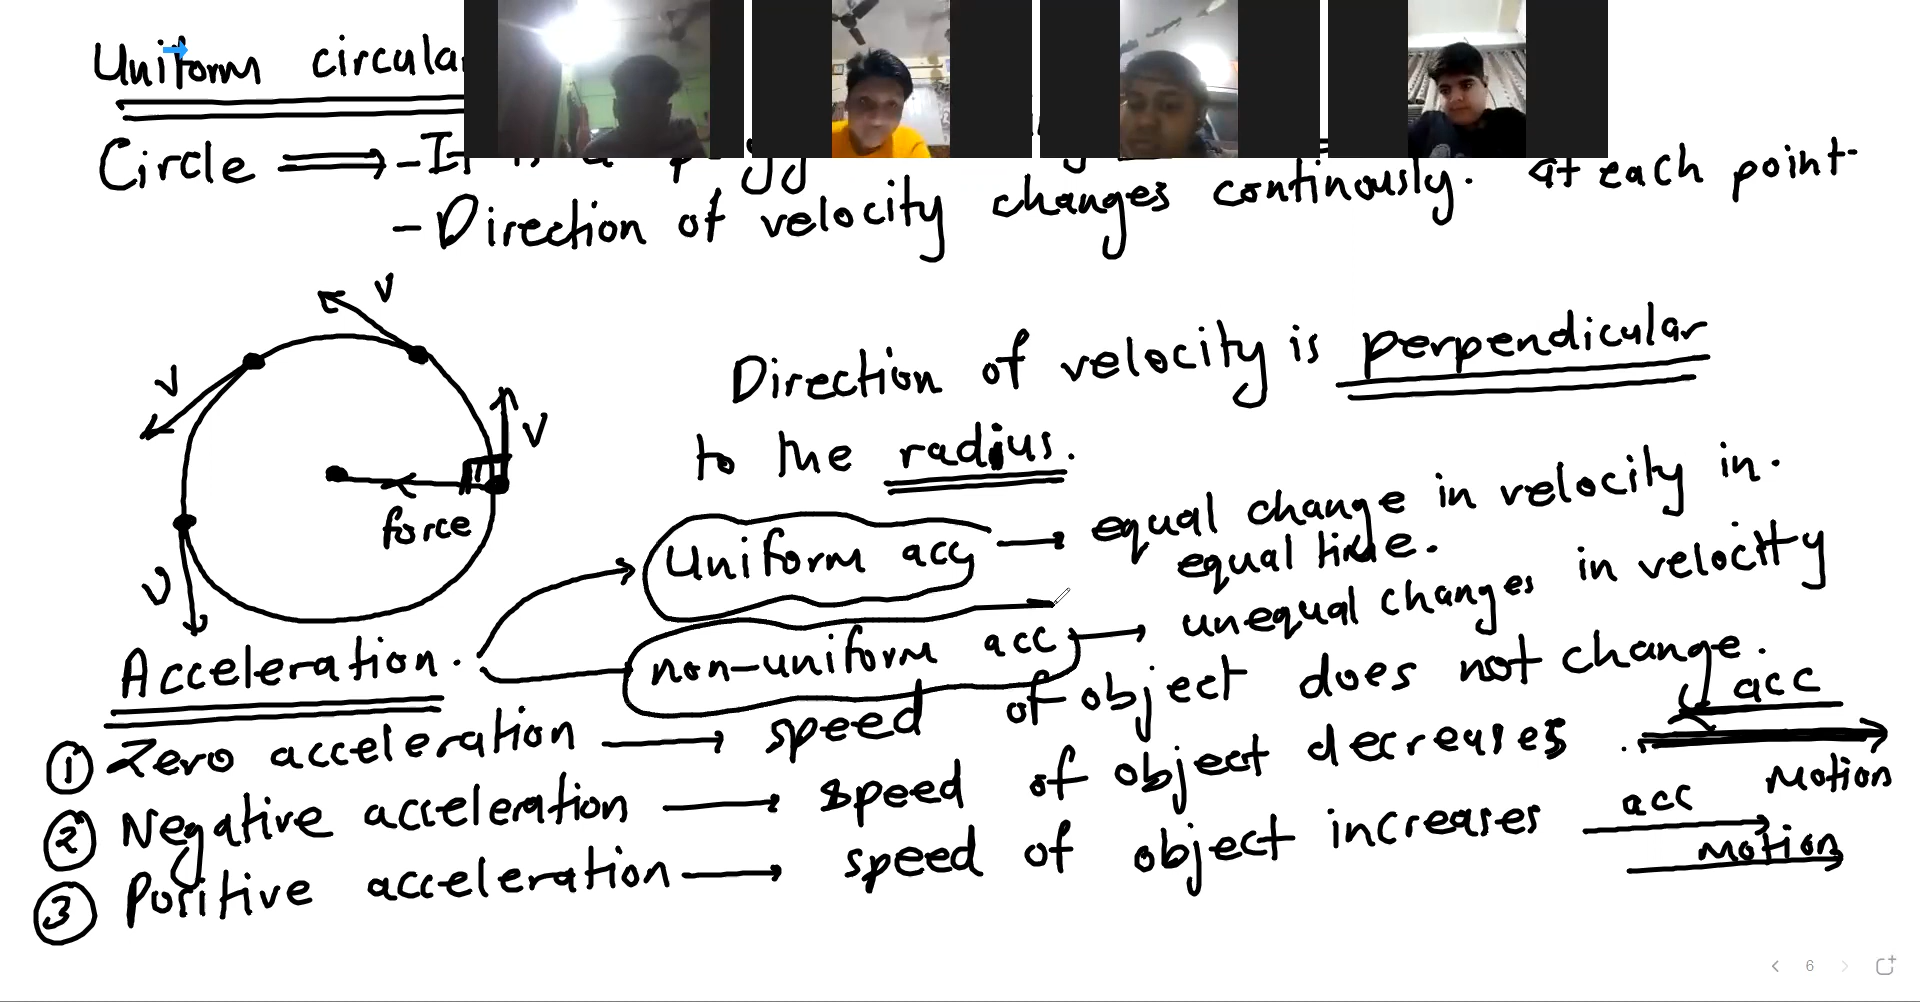 Uniform circula
Circle ⟹ -It is a
- Direction of velocity changes continously. at each point
V
V
V
V
force
Direction of velocity is perpendicular
to the radius.
Acceleration.
Uniform acc → equal change in velocity in.
equal time.
non-uniform acc → unequal changes in velocity
① Zero acceleration → speed of object does not change.
② Negative acceleration → speed of object decreases
acc
Motion
③ Positive acceleration → speed of object increases
acc
Motion
6